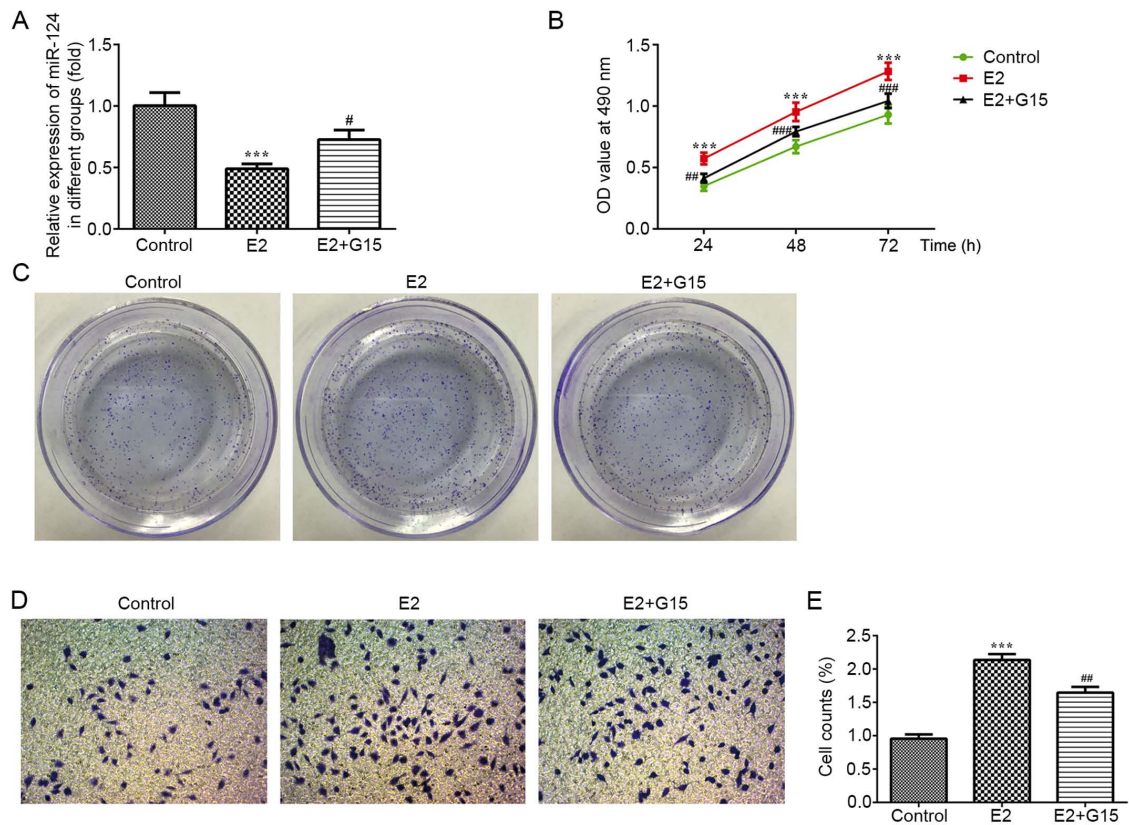 A
Relative expression of miR-124
in different groups (fold)
1.5
1.0
0.5
0.0
***
#
Control
E2
E2+G15
B
OD value at 490 nm
1.5
1.0
0.5
0.0
***
##
***
###
***
###
24
48
72
Time (h)
Control
E2
E2+G15
C
Control
E2
E2+G15
D
Control
E2
E2+G15
E
Cell counts (%)
2.5
2.0
1.5
1.0
0.5
0.0
***
##
Control
E2
E2+G15